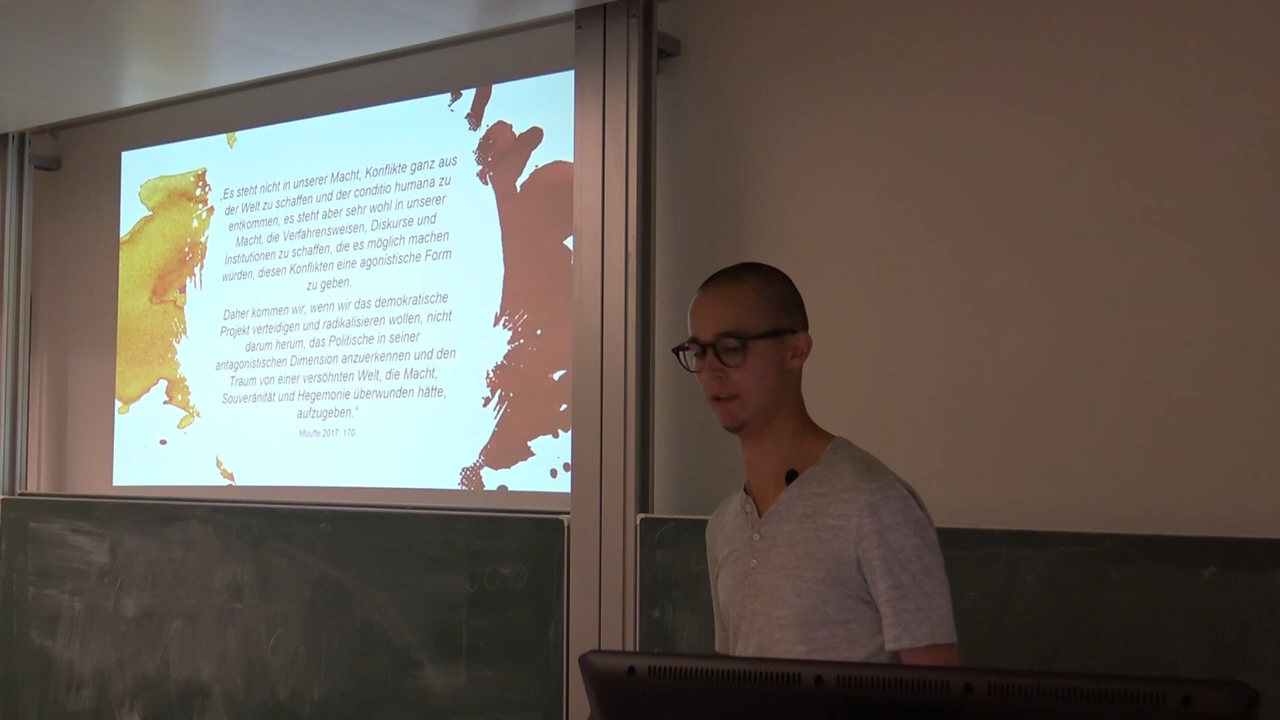 „Es steht nicht in unserer Macht, Konflikte ganz aus
der Welt zu schaffen und der conditio humana zu
entkommen, es steht aber sehr wohl in unserer
Macht, die Verfahrensweisen, Diskurse und
Institutionen zu schaffen, die es möglich machen
würden, diesen Konflikten eine agonistische Form
zu geben.
Daher kommen wir, wenn wir das demokratische
Projekt verteidigen und radikalisieren wollen, nicht
darum herum, das Politische in seiner
antagonistischen Dimension anzuerkennen und den
Traum von einer versöhnten Welt, die Macht,
Souveränität und Hegemonie überwunden hätte,
aufzugeben.“
Mouffe 2017: 170